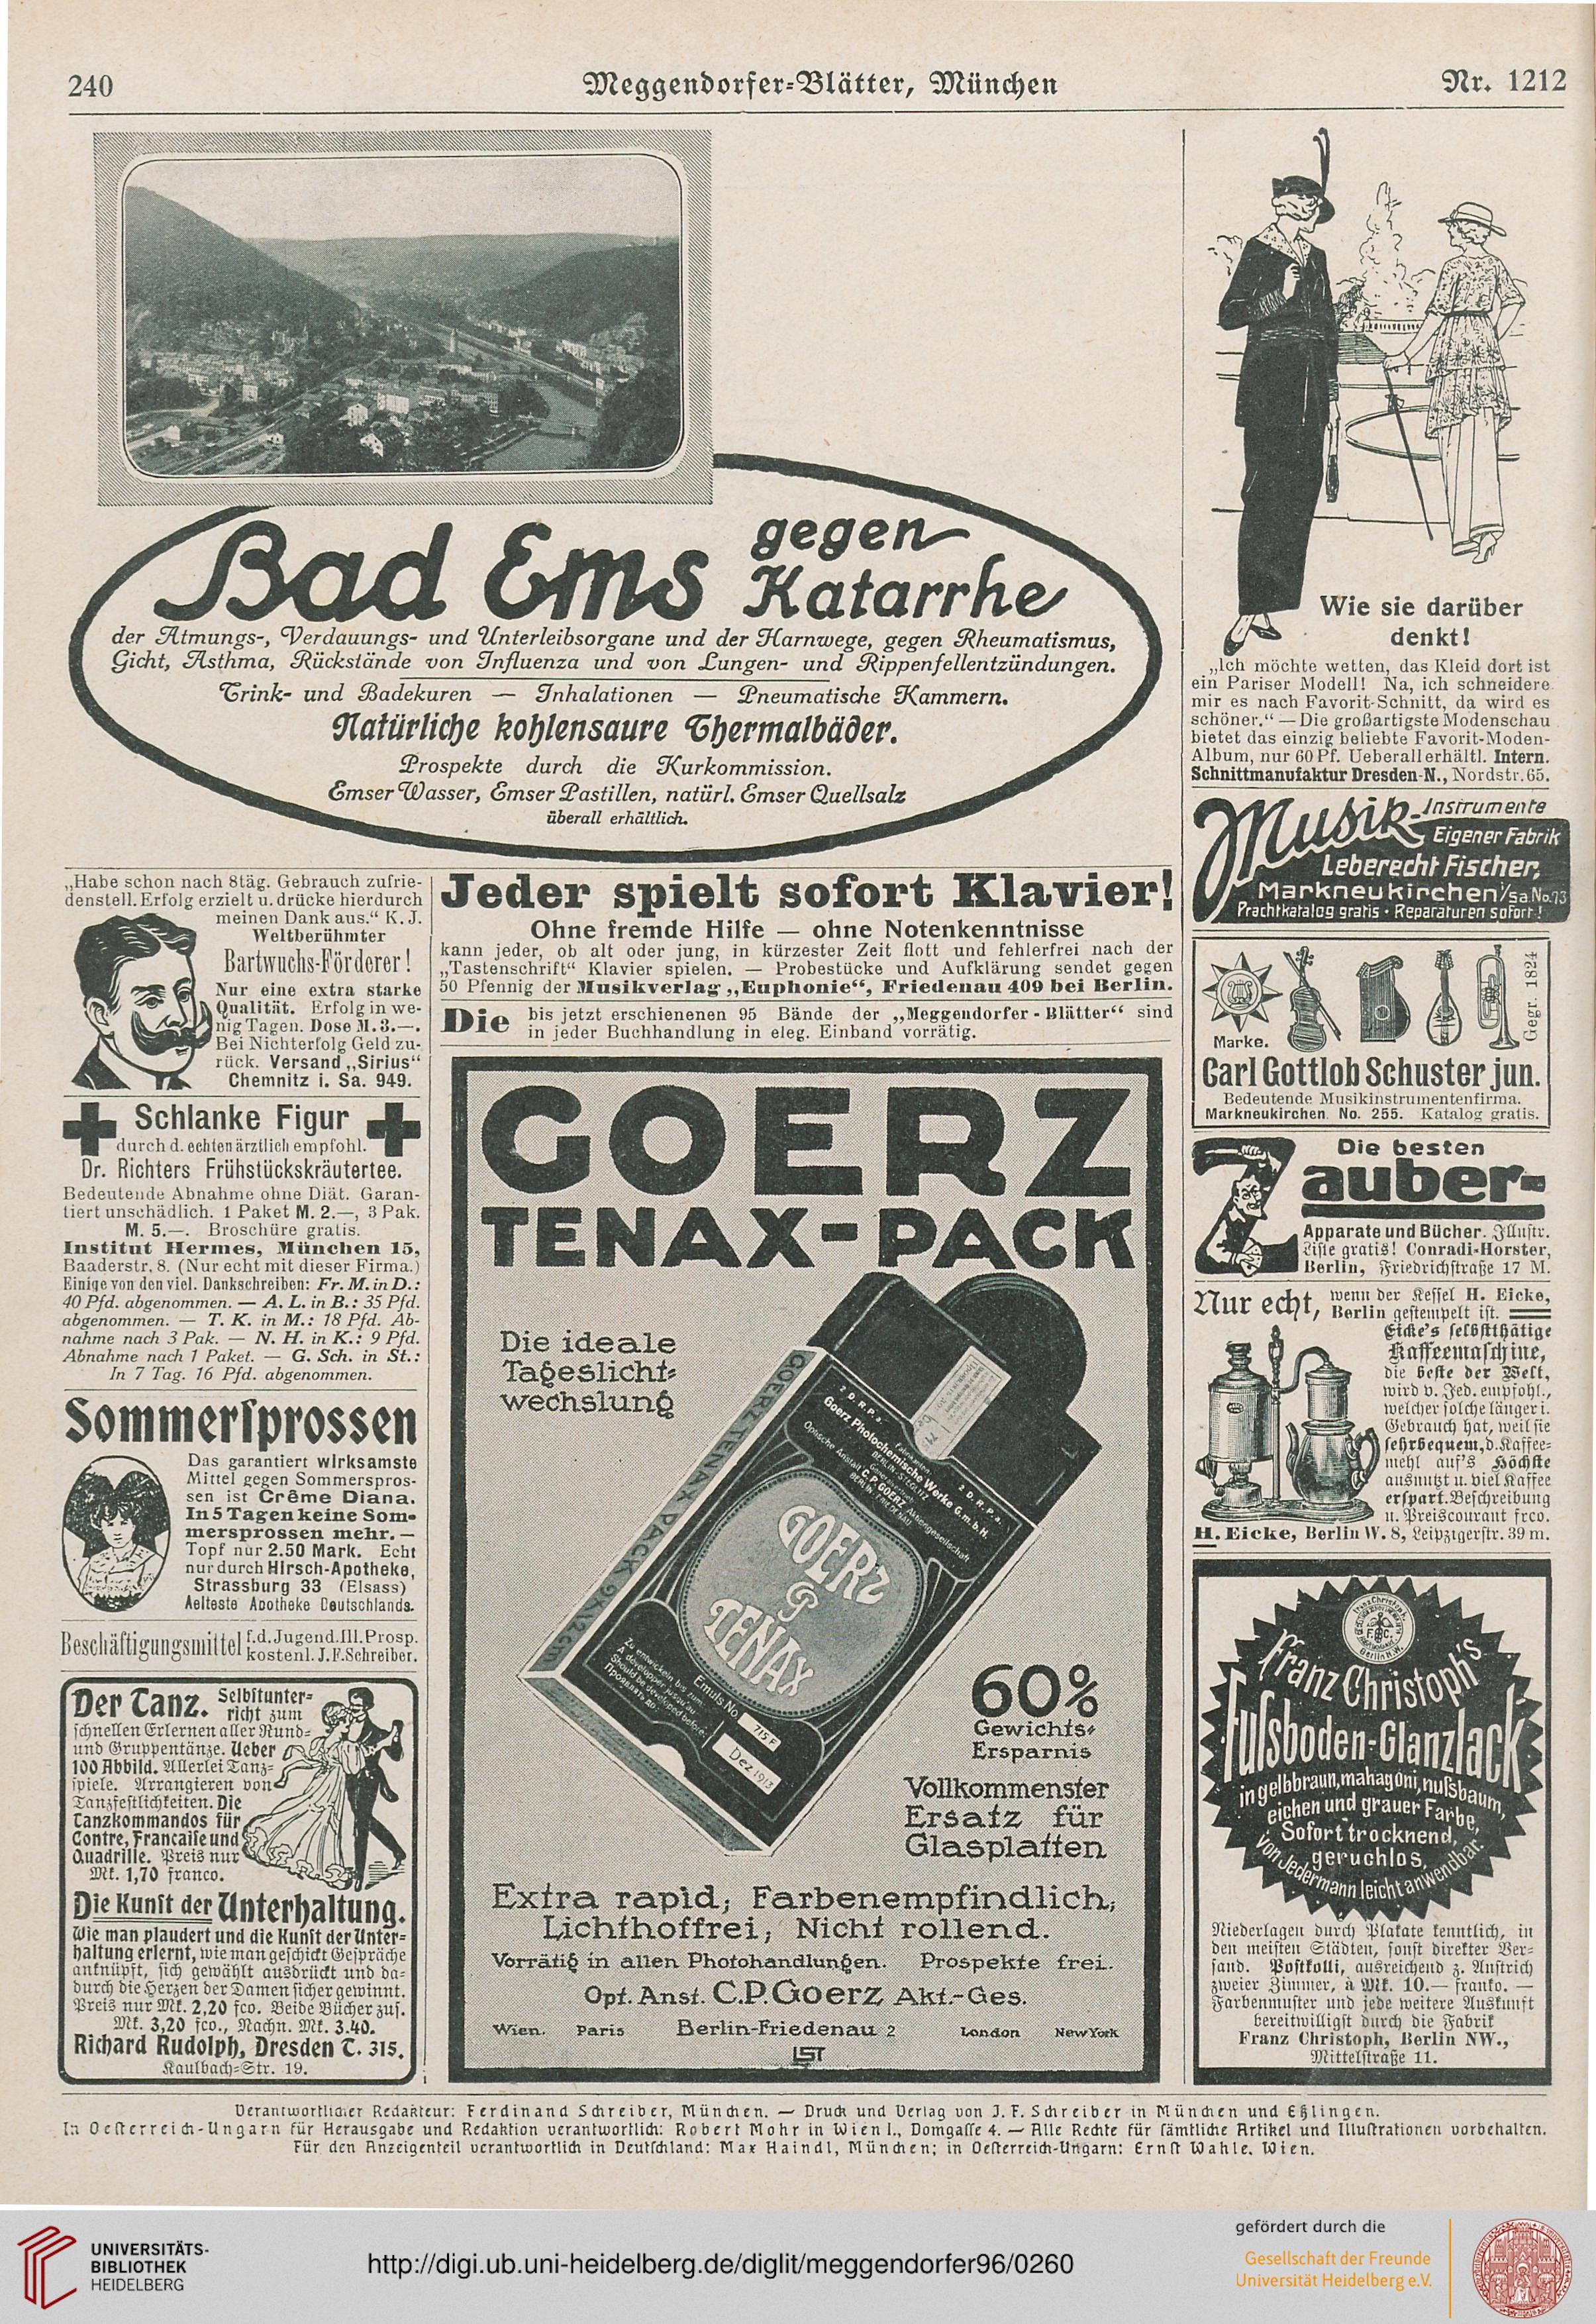 240
Meggendorfer-Blätter, München
Nr. 1212
Bad Ems gegen Katarrhe
der Atmungs-, Verdauungs- und Unterleibsorgane und der Harnwege, gegen Rheumatismus,
Gicht, Asthma, Rückstände von Influenza und von Lungen- und Rippenfellentzündungen.
Trink- und Badekuren — Inhalationen — Pneumatische Kammern.
Natürliche kohlensaure Thermalbäder.
Prospekte durch die Kurkommission.
Emser Wasser, Emser Pastillen, natürl. Emser Quellsalz
überall erhältlich.
„Habe schon nach 8täg. Gebrauch zufrie-
denstell. Erfolg erzielt u. drücke hierdurch
meinen Dank aus.“ K. J.
Weltberühmter
Bartwuchs-Förderer!
Nur eine extra starke
Qualität. Erfolg in we-
nig Tagen. Dose M. 3.—.
Bei Nichterfolg Geld zu-
rück. Versand „Sirius“
Chemnitz i. Sa. 949.
Schlanke Figur
durch d. echten ärztlich empfohl.
Dr. Richters Frühstückskräutertee.
Bedeutende Abnahme ohne Diät. Garan-
tiert unschädlich. 1 Paket M. 2.—, 3 Pak.
M. 5.—. Broschüre gratis.
Institut Hermes, München 15,
Baaderstr. 8. (Nur echt mit dieser Firma.)
Einige von den viel. Dankschreiben: Fr. M. in D.:
40 Pfd. abgenommen. — A. L. in B.: 35 Pfd.
abgenommen. — T. K. in M.: 18 Pfd. Ab-
nahme nach 3 Pak. — N. H. in K.: 9 Pfd.
Abnahme nach 1 Paket. — G. Sch. in St.:
In 7 Tag. 16 Pfd. abgenommen.
Sommersprossen
Das garantiert wirksamste
Mittel gegen Sommerspros-
sen ist Crême Diana.
In 5 Tagen keine Som-
mersprossen mehr. —
Topf nur 2.50 Mark. Echt
nur durch Hirsch-Apotheke,
Strassburg 33 (Elsass)
Aelteste Apotheke Deutschlands.
Beschäftigungsmittel f. d. Jugend. Ill. Prosp.
kostenl. J. F. Schreiber.
Der Tanz. Selbstunter-
richt zum
schnellen Erlernen aller Rund-
und Gruppentänze. Ueber
100 Abbild. Allerlei Tanz-
spiele. Arrangieren von
Tanzfestlichkeiten. Die
Tanzkommandos für
Contre, Francaise und
Quadrille. Preis nur
Mk. 1,70 franco.
Die Kunst der Unterhaltung.
Wie man plaudert und die Kunst der Unter-
haltung erlernt, wie man geschickt Gespräche
anknüpft, sich gewählt ausdrückt und da-
durch die Herzen der Damen sicher gewinnt.
Preis nur Mk. 2,20 fco. Beide Bücher zus.
Mk. 3,20 fco., Nachn. Mk. 3.40.
Richard Rudolph, Dresden T. 315,
Kaulbach-Str. 19.
Jeder spielt sofort Klavier!
Ohne fremde Hilfe — ohne Notenkenntnisse
kann jeder, ob alt oder jung, in kürzester Zeit flott und fehlerfrei nach der
„Tastenschrift“ Klavier spielen. — Probestücke und Aufklärung sendet gegen
50 Pfennig der Musikverlag „Euphonie“, Friedenau 409 bei Berlin.
Die bis jetzt erschienenen 95 Bände der „Meggendorfer-Blätter“ sind
in jeder Buchhandlung in eleg. Einband vorrätig.
GOERZ
TENAX-PACK
Die ideale
Tageslicht-
wechslung
GOERZ TENAX PACK 9x12cm
2 D. R. P. a.
Goerz Photochemische Werke G.m.b.H.
BERLIN-STEGLITZ
Optische Anstalt C. P. GOERZ Aktiengesellschaft
BERLIN-FRIEDENAU
2 D. R. P. a.
GOERZ
TENAX
Zu entwickeln bis zum:
A développer jusqu'au
Should be developed before:
Emuls No. 715 F
Dez 1913
60%
Gewichts-
Ersparnis
Vollkommenster
Ersatz für
Glasplatten
Extra rapid; Farbenempfindlich;
Lichthoffrei; Nicht rollend.
Vorrätig in allen Photohandlungen. Prospekte frei.
Opt. Anst. C.P. Goerz Akt.-Ges.
Wien. Paris Berlin-Friedenau 2 London New York
Wie sie darüber
denkt!
„Ich möchte wetten, das Kleid dort ist
ein Pariser Modell! Na, ich schneidere
mir es nach Favorit-Schnitt, da wird es
schöner.“ — Die großartigste Modenschau
bietet das einzig beliebte Favorit-Moden-
Album, nur 60 Pf. Ueberall erhältl. Intern.
Schnittmanufaktur Dresden-N., Nordstr. 65.
Musik-Instrumente
Eigener Fabrik
Leberecht Fischer,
Markneukirchen i/Sa. No. 73
Prachtkatalog gratis · Reparaturen sofort!
Marke.
Gegr. 1824
Carl Gottlob Schuster jun.
Bedeutende Musikinstrumentenfirma.
Markneukirchen No. 255. Katalog gratis.
Die besten
Zauber-
Apparate und Bücher. Illustr.
Liste gratis! Conradi-Horster,
Berlin, Friedrichstraße 17 M.
Nur echt, wenn der Kessel H. Eicke,
Berlin gestempelt ist.
Eicke's selbstthätige
Kaffeemaschine,
die beste der Welt,
wird v. Jed. empfohl.,
welcher solche länger i.
Gebrauch hat, weil sie
sehr bequem, d. Kaffee-
mehl auf's Höchste
ausnutzt u. viel Kaffee
erspart. Beschreibung
u. Preiscourant frco.
H. Eicke, Berlin W. 8, Leipzigerstr. 39 m.
Franz Christoph's
Fußboden-Glanzlack
in gelbbraun, mahagoni, nußbaum,
eichen und grauer Farbe,
Sofort trocknend,
geruchlos,
von Jedermann leicht anwendbar.
Niederlagen durch Plakate kenntlich, in
den meisten Städten, sonst direkter Ver-
sand. Postkolli, ausreichend z. Anstrich
zweier Zimmer, à Mk. 10.— franko. —
Farbenmuster und jede weitere Auskunft
bereitwilligst durch die Fabrik
Franz Christoph, Berlin NW.,
Mittelstraße 11.
Verantwortlicher Redakteur: Ferdinand Schreiber, München. — Druck und Verlag von J. F. Schreiber in München und Eßlingen.
In Oesterreich-Ungarn für Herausgabe und Redaktion verantwortlich: Robert Mohr in Wien I., Domgasse 4. — Alle Rechte für sämtliche Artikel und Illustrationen vorbehalten.
Für den Anzeigenteil verantwortlich in Deutschland: Max Haindl, München; in Oesterreich-Ungarn: Ernst Wahle, Wien.
UNIVERSITÄTS-
BIBLIOTHEK
HEIDELBERG
http://digi.ub.uni-heidelberg.de/diglit/meggendorfer96/0260
gefördert durch die
Gesellschaft der Freunde
Universität Heidelberg e.V.